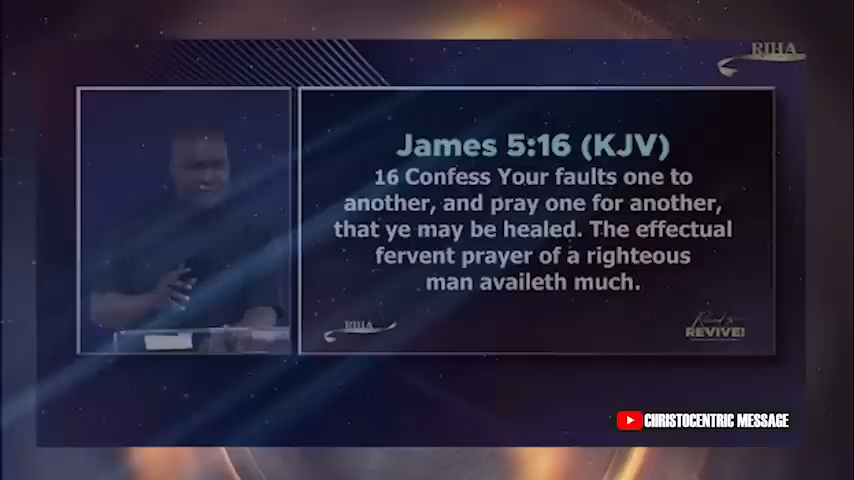 RIHA
James 5:16 (KJV)
16 Confess Your faults one to
another, and pray one for another,
that ye may be healed. The effectual
fervent prayer of a righteous
man availeth much.
RIHA
REVIVE!
CHRISTOCENTRIC MESSAGE